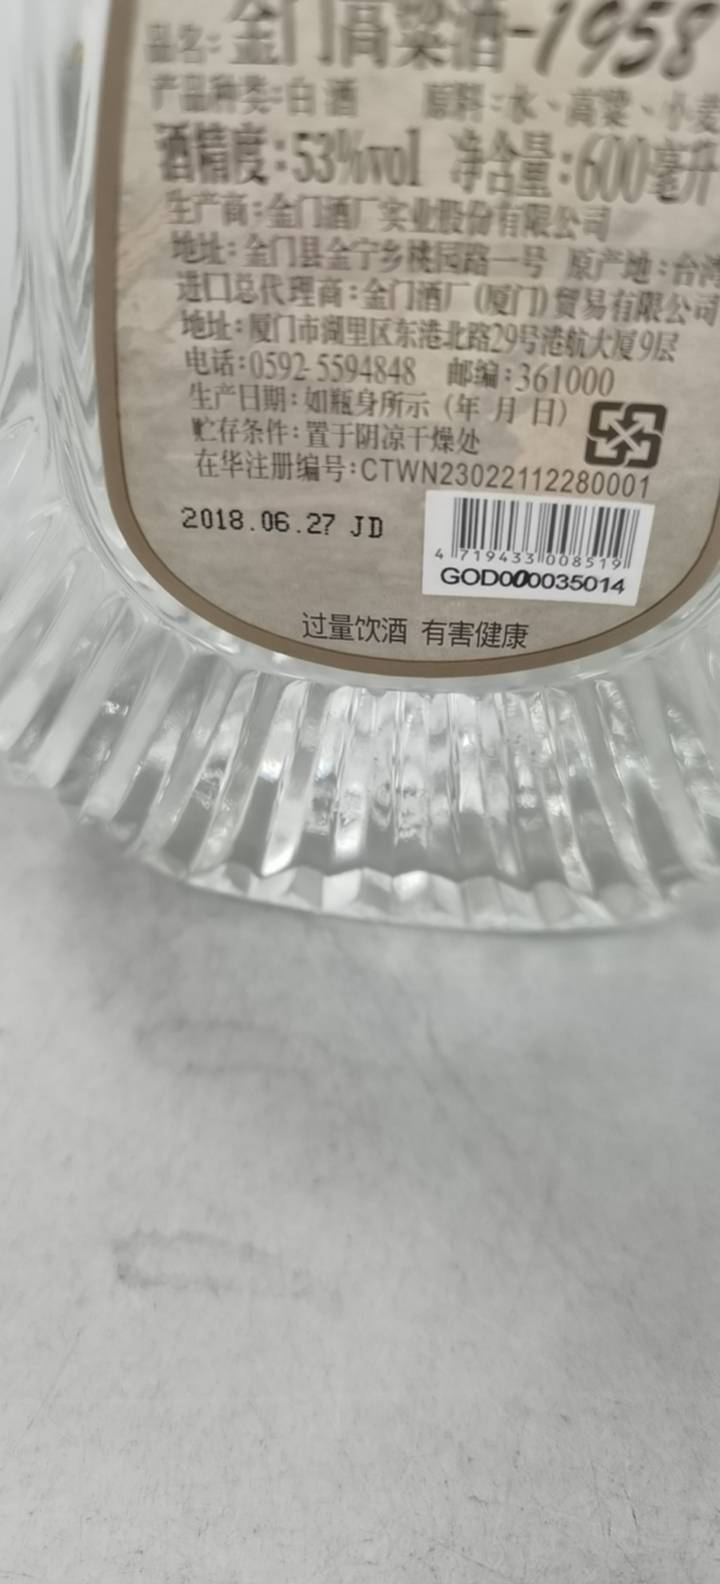 品名:金门高粱酒-1958
产品种类:白酒 原料:水、高粱、小麦
酒精度:53%vol 净含量:600毫升
生产商:金门酒厂实业股份有限公司
地址:金门县金宁乡桃园路一号 原产地:台湾
进口总代理商:金门酒厂(厦门)贸易有限公司
地址:厦门市湖里区东港北路29号港航大厦9层
电话:0592-5594848 邮编:361000
生产日期:如瓶身所示(年 月 日)
贮存条件:置于阴凉干燥处
在华注册编号:CTWN23022112280001
2018.06.27 JD
4 719433 008519
GOD0000035014
过量饮酒 有害健康